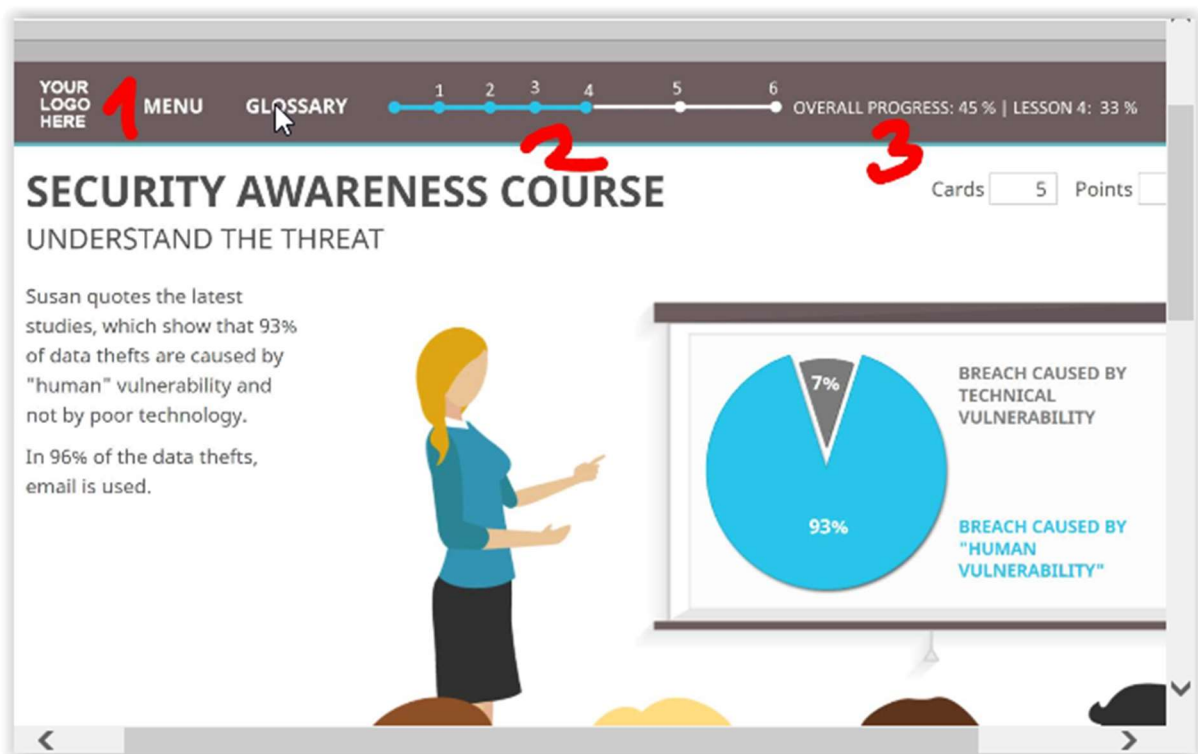 YOUR
LOGO
HERE
1
MENU
GLOSSARY
1 2 3 4 5 6
OVERALL PROGRESS: 45 % | LESSON 4: 33 %
2
3
SECURITY AWARENESS COURSE
Cards 5 Points
UNDERSTAND THE THREAT
Susan quotes the latest
studies, which show that 93%
of data thefts are caused by
"human" vulnerability and
not by poor technology.
In 96% of the data thefts,
email is used.
7%
BREACH CAUSED BY
TECHNICAL
VULNERABILITY
93%
BREACH CAUSED BY
"HUMAN
VULNERABILITY"